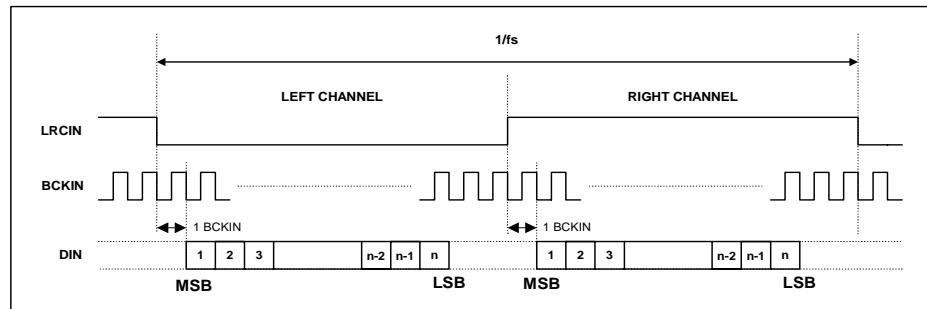 1/fs
LEFT CHANNEL RIGHT CHANNEL
LRCIN
BCKIN
1 BCKIN 1 BCKIN
DIN 1 2 3 n-2 n-1 n 1 2 3 n-2 n-1 n
MSB LSB MSB LSB